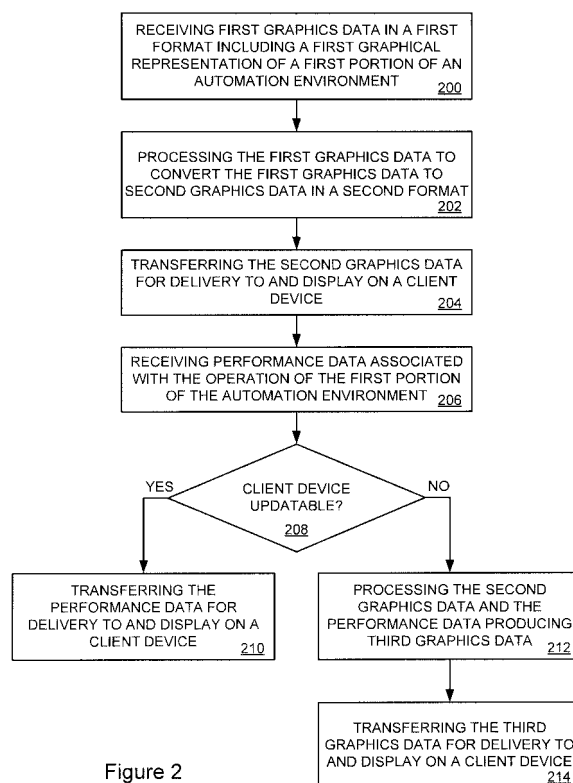 RECEIVING FIRST GRAPHICS DATA IN A FIRST
FORMAT INCLUDING A FIRST GRAPHICAL
REPRESENTATION OF A FIRST PORTION OF AN
AUTOMATION ENVIRONMENT
200
PROCESSING THE FIRST GRAPHICS DATA TO
CONVERT THE FIRST GRAPHICS DATA TO
SECOND GRAPHICS DATA IN A SECOND FORMAT
202
TRANSFERRING THE SECOND GRAPHICS DATA
FOR DELIVERY TO AND DISPLAY ON A CLIENT
DEVICE
204
RECEIVING PERFORMANCE DATA ASSOCIATED
WITH THE OPERATION OF THE FIRST PORTION
OF THE AUTOMATION ENVIRONMENT
206
YES
CLIENT DEVICE
UPDATABLE?
208
NO
TRANSFERRING THE
PERFORMANCE DATA FOR
DELIVERY TO AND DISPLAY ON A
CLIENT DEVICE
210
PROCESSING THE SECOND
GRAPHICS DATA AND THE
PERFORMANCE DATA PRODUCING
THIRD GRAPHICS DATA
212
TRANSFERRING THE THIRD
GRAPHICS DATA FOR DELIVERY TO
AND DISPLAY ON A CLIENT DEVICE
214
Figure 2